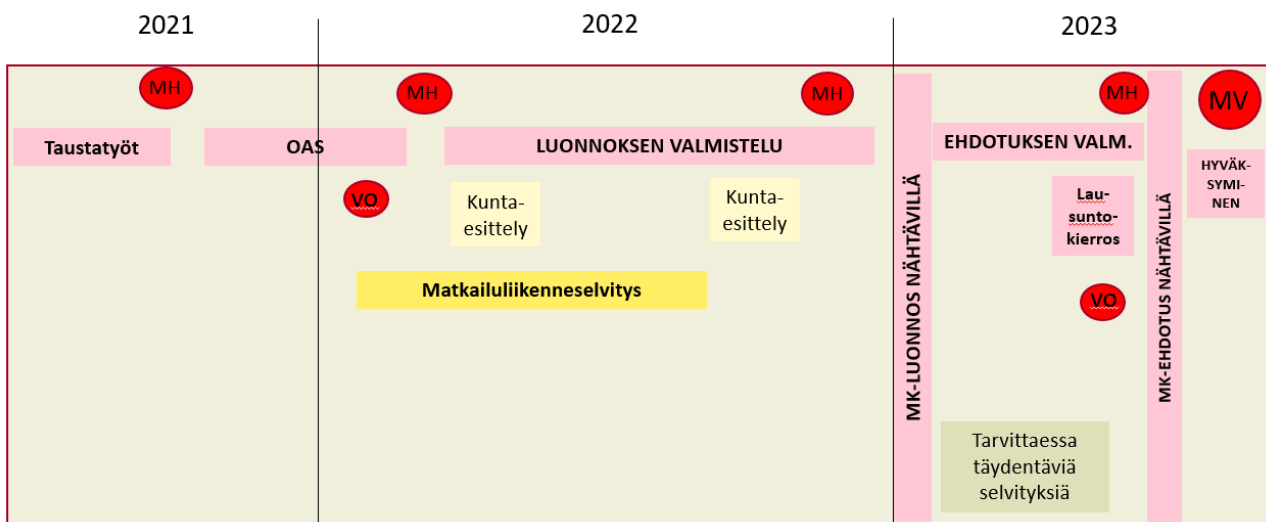 2021
2022
2023
MH
MH
MH
MH
MV
Taustatyöt
OAS
LUONNOKSEN VALMISTELU
EHDOTUKSEN VALM.
HYVÄK-
SYMI-
NEN
VO
Kunta-
esittely
Kunta-
esittely
Lau-
sunto-
kierros
Matkailuliikenneselvitys
VO
MK-LUONNOS NÄHTÄVILLÄ
MK-EHDOTUS NÄHTÄVILLÄ
Tarvittaessa
täydentäviä
selvityksiä